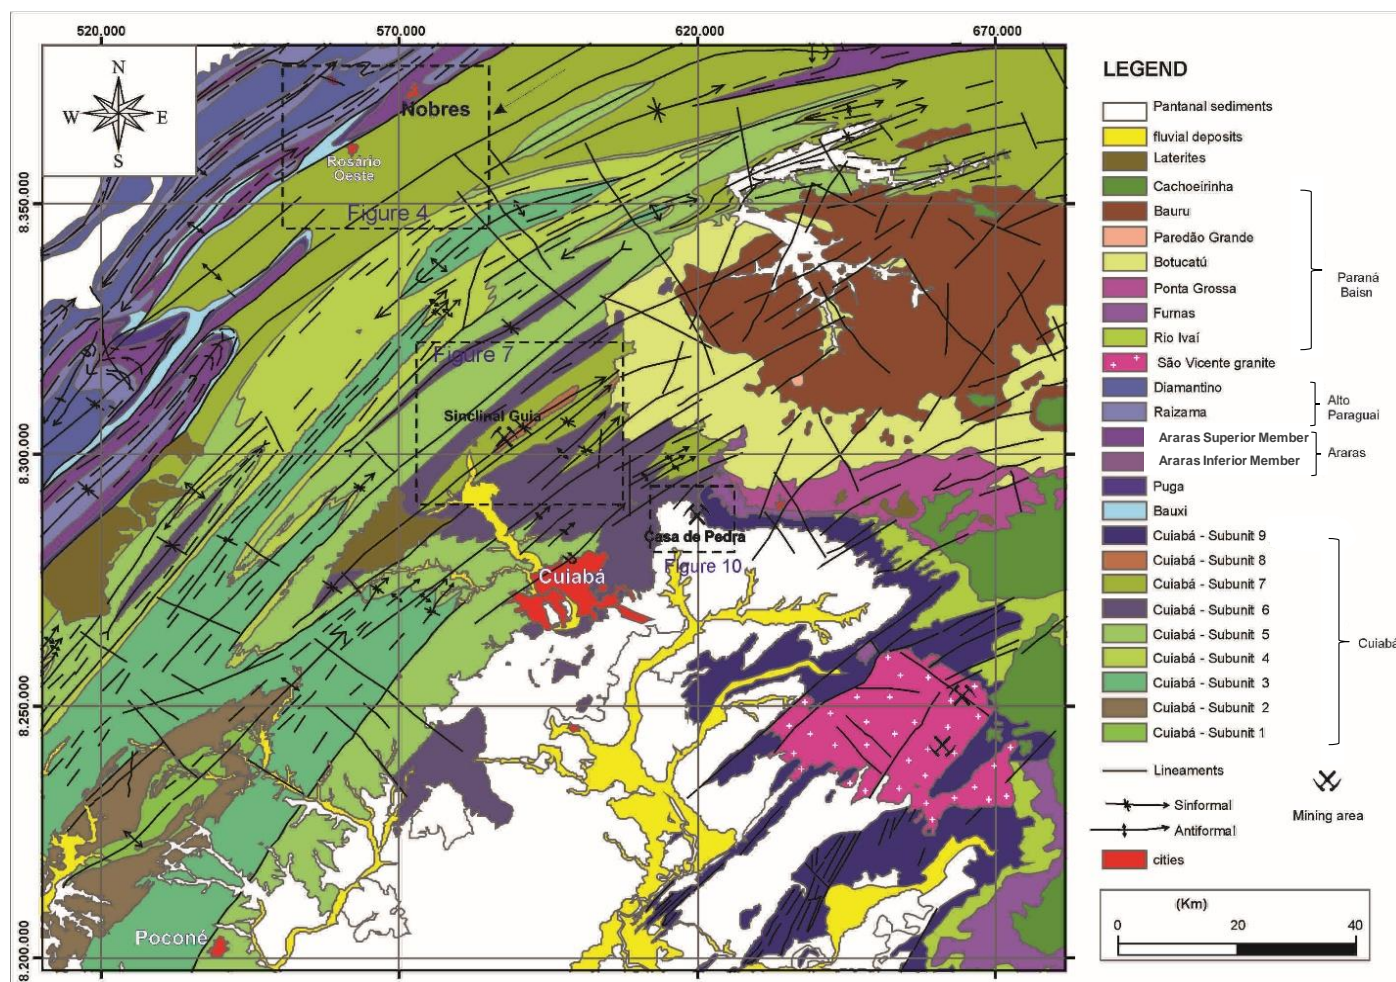 520.000 570.000 620.000 670.000
N
W E
S
8.350.000
8.300.000
8.250.000
8.200.000
Nobres
Rosário
Oeste
Figure 4
Figure 7
Sinclinal Guia
Casa de Pedra
Figure 10
Cuiabá
Poconé
LEGEND
Pantanal sediments
fluvial deposits
Laterites
Cachoeirinha
Bauru
Paredão Grande
Botucatú
Ponta Grossa
Furnas
Rio Ivaí
Paraná
Baisn
São Vicente granite
Diamantino
Raizama
Alto
Paraguai
Araras Superior Member
Araras Inferior Member
Araras
Puga
Bauxi
Cuiabá - Subunit 9
Cuiabá - Subunit 8
Cuiabá - Subunit 7
Cuiabá - Subunit 6
Cuiabá - Subunit 5
Cuiabá - Subunit 4
Cuiabá - Subunit 3
Cuiabá - Subunit 2
Cuiabá - Subunit 1
Cuiabá
Lineaments
Sinformal
Antiformal
cities
Mining area
(Km)
0 20 40